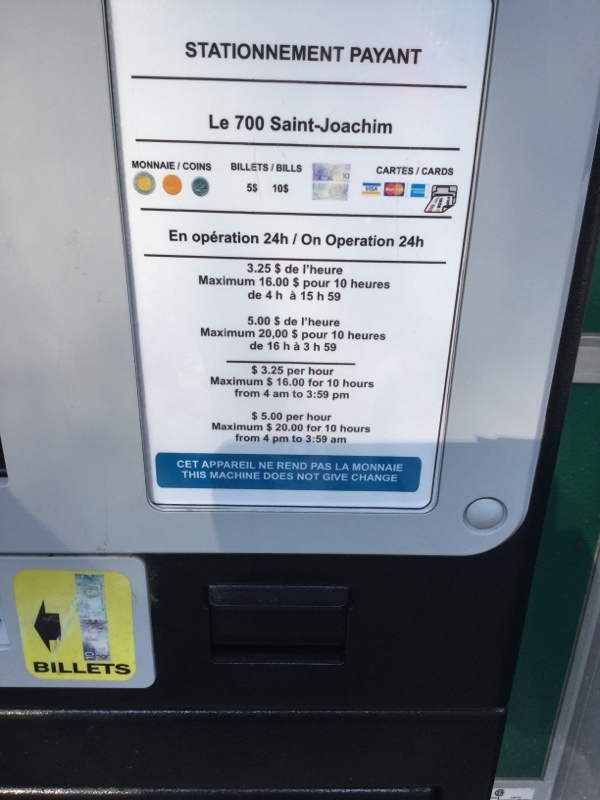 STATIONNEMENT PAYANT
Le 700 Saint-Joachim
MONNAIE / COINS BILLETS / BILLS CARTES / CARDS
5$ 10$ VISA
En opération 24h / On Operation 24h
3.25 $ de l'heure
Maximum 16.00 $ pour 10 heures
de 4 h à 15 h 59
5.00 $ de l'heure
Maximum 20,00 $ pour 10 heures
de 16 h à 3 h 59
$ 3.25 per hour
Maximum $ 16.00 for 10 hours
from 4 am to 3:59 pm
$ 5.00 per hour
Maximum $ 20.00 for 10 hours
from 4 pm to 3:59 am
CET APPAREIL NE REND PAS LA MONNAIE
THIS MACHINE DOES NOT GIVE CHANGE
BILLETS